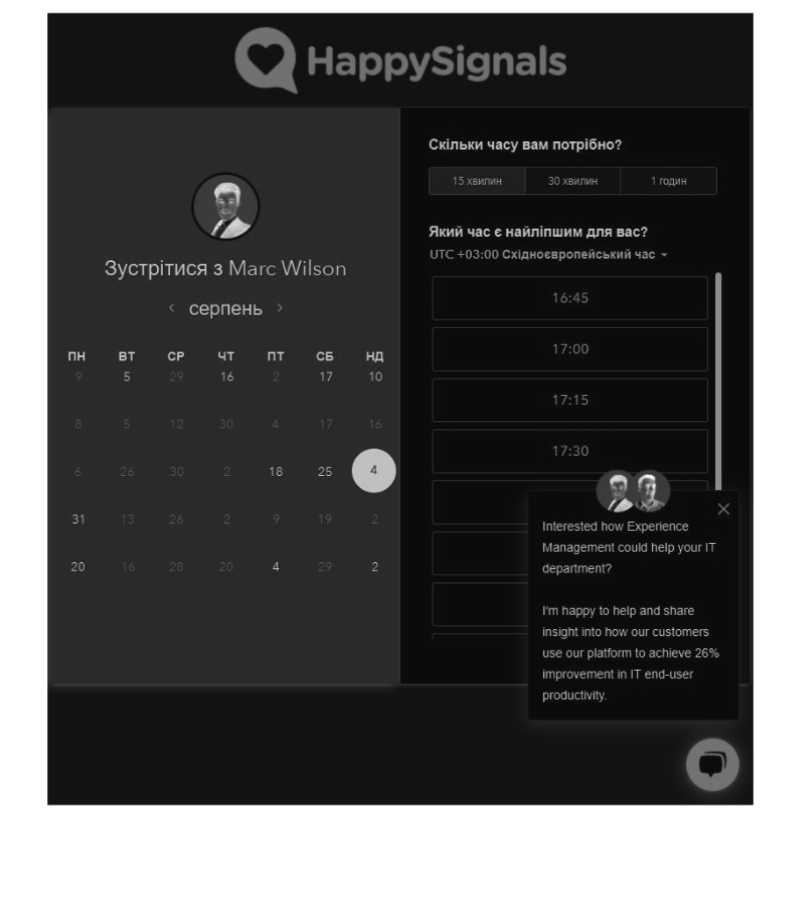 HappySignals
Зустрітися з Marc Wilson
серпень
ПН ВТ СР ЧТ ПТ СБ НД
9 5 29 16 2 17 10
8 5 12 30 4 17 16
6 26 30 2 18 25 4
31 13 26 2 9 19 2
20 16 28 20 4 29 2
Скільки часу вам потрібно?
15 хвилин 30 хвилин 1 годин
Який час є найліпшим для вас?
UTC +03:00 Східноєвропейський час
16:45
17:00
17:15
17:30
Interested how Experience
Management could help your IT
department?
I'm happy to help and share
insight into how our customers
use our platform to achieve 26%
improvement in IT end-user
productivity.